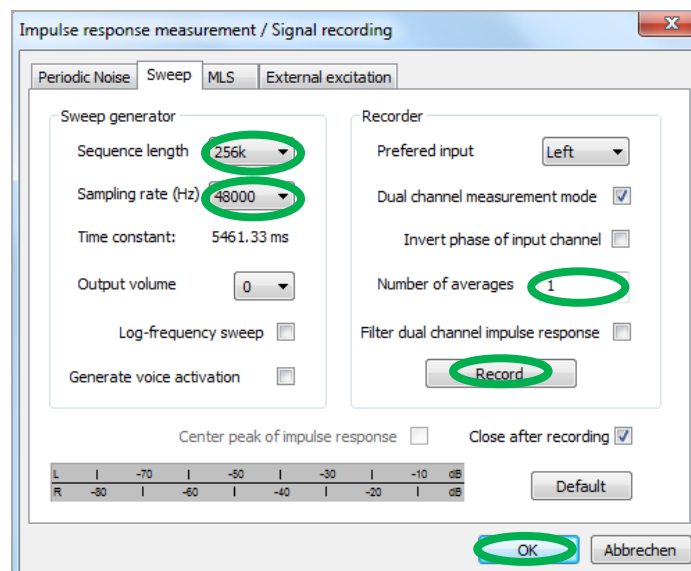 Impulse response measurement / Signal recording
Periodic Noise Sweep MLS External excitation
Sweep generator
Sequence length 256k
Sampling rate (Hz) 48000
Time constant: 5461.33 ms
Output volume 0
Log-frequency sweep
Generate voice activation
Recorder
Prefered input Left
Dual channel measurement mode
Invert phase of input channel
Number of averages 1
Filter dual channel impulse response
Record
Center peak of impulse response Close after recording
L | -70 | -50 | -30 | -10 dB
R -80 | -60 | -40 | -20 | dB
Default
OK Abbrechen